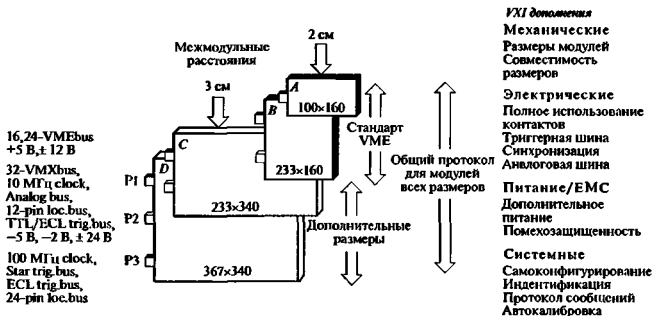 2 см
Межмодульные
расстояния
3 см
A
100×160
B
C
D
233×160
233×340
367×340
Стандарт
VME
Общий протокол
для модулей
всех размеров
Дополнительные
размеры
16,24-VMEbus
+5 В,± 12 В
32-VMXbus,
10 МГц clock,
Analog bus,
12-pin loc.bus,
TTL/ECL trig.bus,
−5 В, −2 В, ± 24 В
100 МГц clock,
Star trig.bus,
ECL trig.bus,
24-pin loc.bus
P1
P2
P3
VXI дополнения
Механические
Размеры модулей
Совместимость
размеров
Электрические
Полное использование
контактов
Триггерная шина
Синхронизация
Анвлоговая шина
Питание/EMC
Дополнительное
питание
Помехозащищенность
Системные
Самоконфигурирование
Индентификация
Протокол сообщений
Автокалибровка